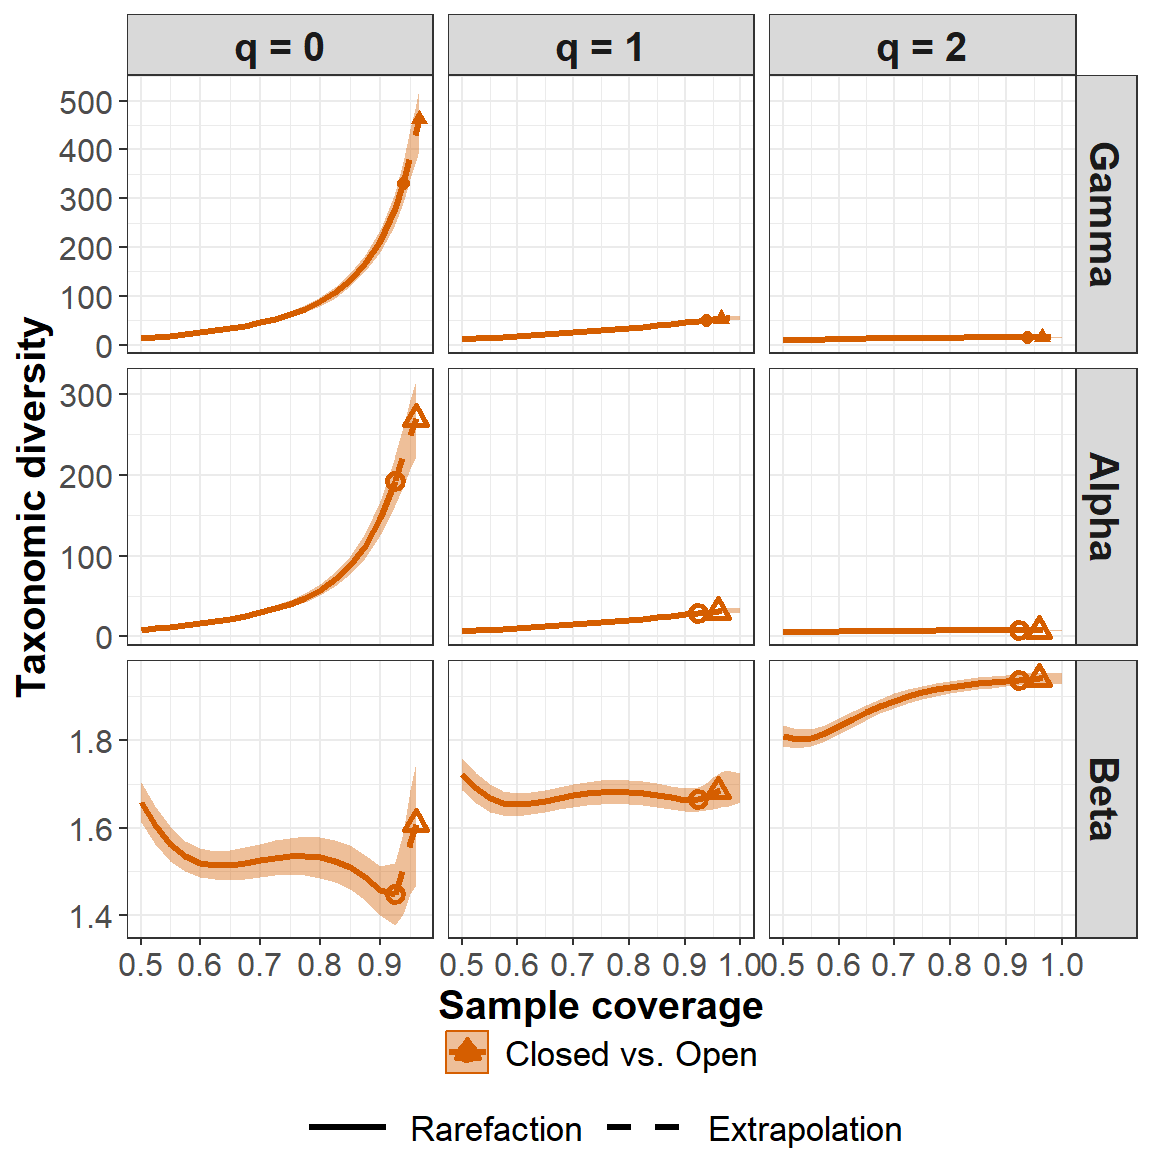 q = 0 q = 1 q = 2
500
400
300
200
100
0
Gamma
300
200
100
0
Alpha
1.8
1.6
1.4
Beta
Taxonomic diversity
0.5 0.6 0.7 0.8 0.9 0.5 0.6 0.7 0.8 0.9 1.0 0.5 0.6 0.7 0.8 0.9 1.0
Sample coverage
Closed vs. Open
Rarefaction Extrapolation